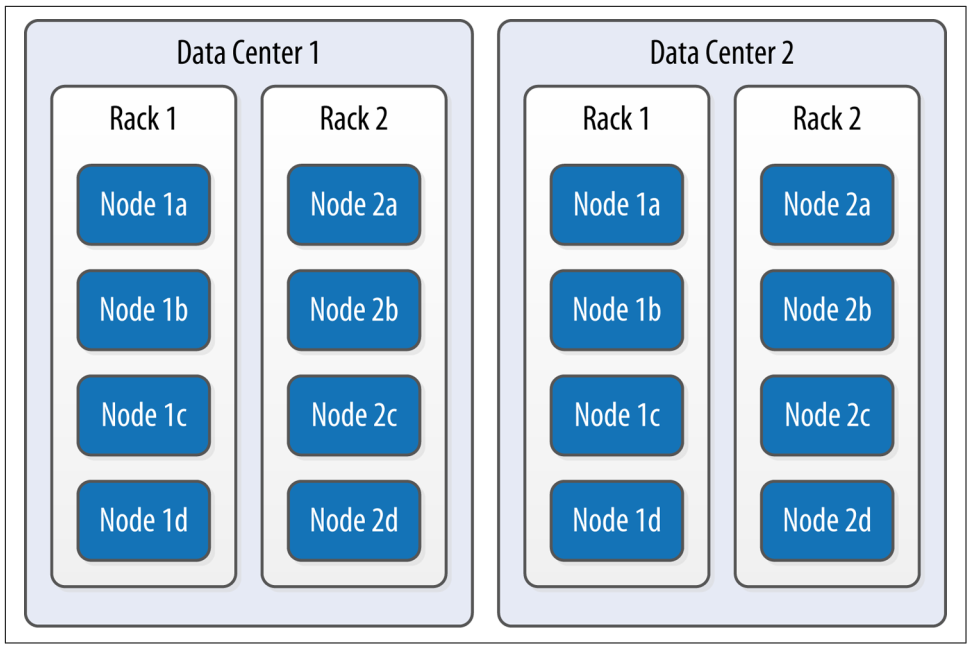 Data Center 1
Rack 1
Node 1a
Node 1b
Node 1c
Node 1d
Rack 2
Node 2a
Node 2b
Node 2c
Node 2d
Data Center 2
Rack 1
Node 1a
Node 1b
Node 1c
Node 1d
Rack 2
Node 2a
Node 2b
Node 2c
Node 2d